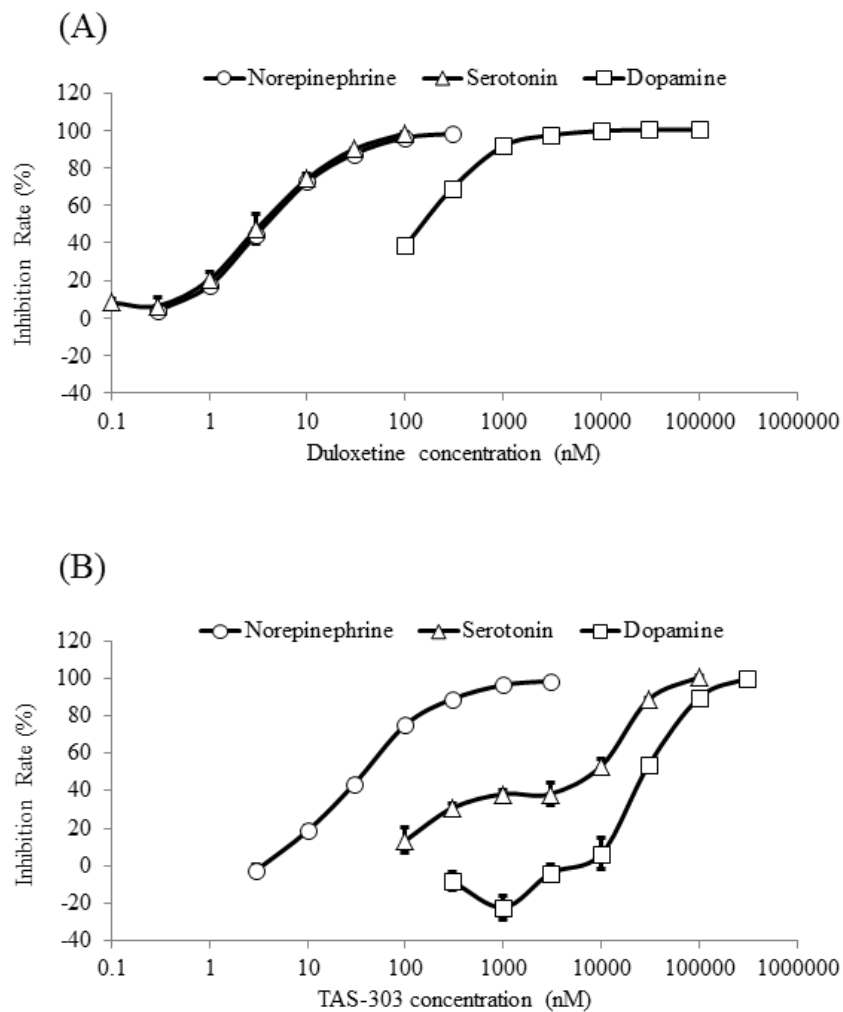 (A)
Norepinephrine Serotonin Dopamine
120
100
80
60
40
20
0
-20
-40
Inhibition Rate (%)
0.1 1 10 100 1000 10000 100000 1000000
Duloxetine concentration (nM)
(B)
Norepinephrine Serotonin Dopamine
120
100
80
60
40
20
0
-20
-40
Inhibition Rate (%)
0.1 1 10 100 1000 10000 100000 1000000
TAS-303 concentration (nM)